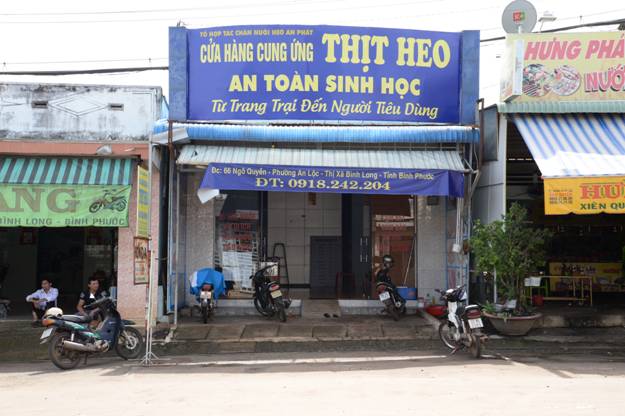 TỔ HỢP TÁC CHĂN NUÔI HEO AN PHÁT
CỬA HÀNG CUNG ỨNG THỊT HEO
AN TOÀN SINH HỌC
Từ Trang Trại Đến Người Tiêu Dùng
Đc: 66 Ngô Quyền - Phường An Lộc - Thị Xã Bình Long - Tỉnh Bình Phước
ĐT: 0918.242.204
ANG
BÌNH LONG - BÌNH PHƯỚC
HƯNG PHÁ
NƯỚ
XIÊN QU